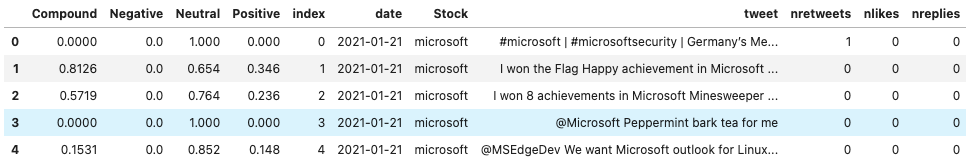 Compound Negative Neutral Positive index date Stock tweet nretweets nlikes nreplies
0 0.0000 0.0 1.000 0.000 0 2021-01-21 microsoft #microsoft | #microsoftsecurity | Germany's Me... 1 0 0
1 0.8126 0.0 0.654 0.346 1 2021-01-21 microsoft I won the Flag Happy achievement in Microsoft ... 0 0 0
2 0.5719 0.0 0.764 0.236 2 2021-01-21 microsoft I won 8 achievements in Microsoft Minesweeper ... 0 0 0
3 0.0000 0.0 1.000 0.000 3 2021-01-21 microsoft @Microsoft Peppermint bark tea for me 0 0 0
4 0.1531 0.0 0.852 0.148 4 2021-01-21 microsoft @MSEdgeDev We want Microsoft outlook for Linux... 0 0 0